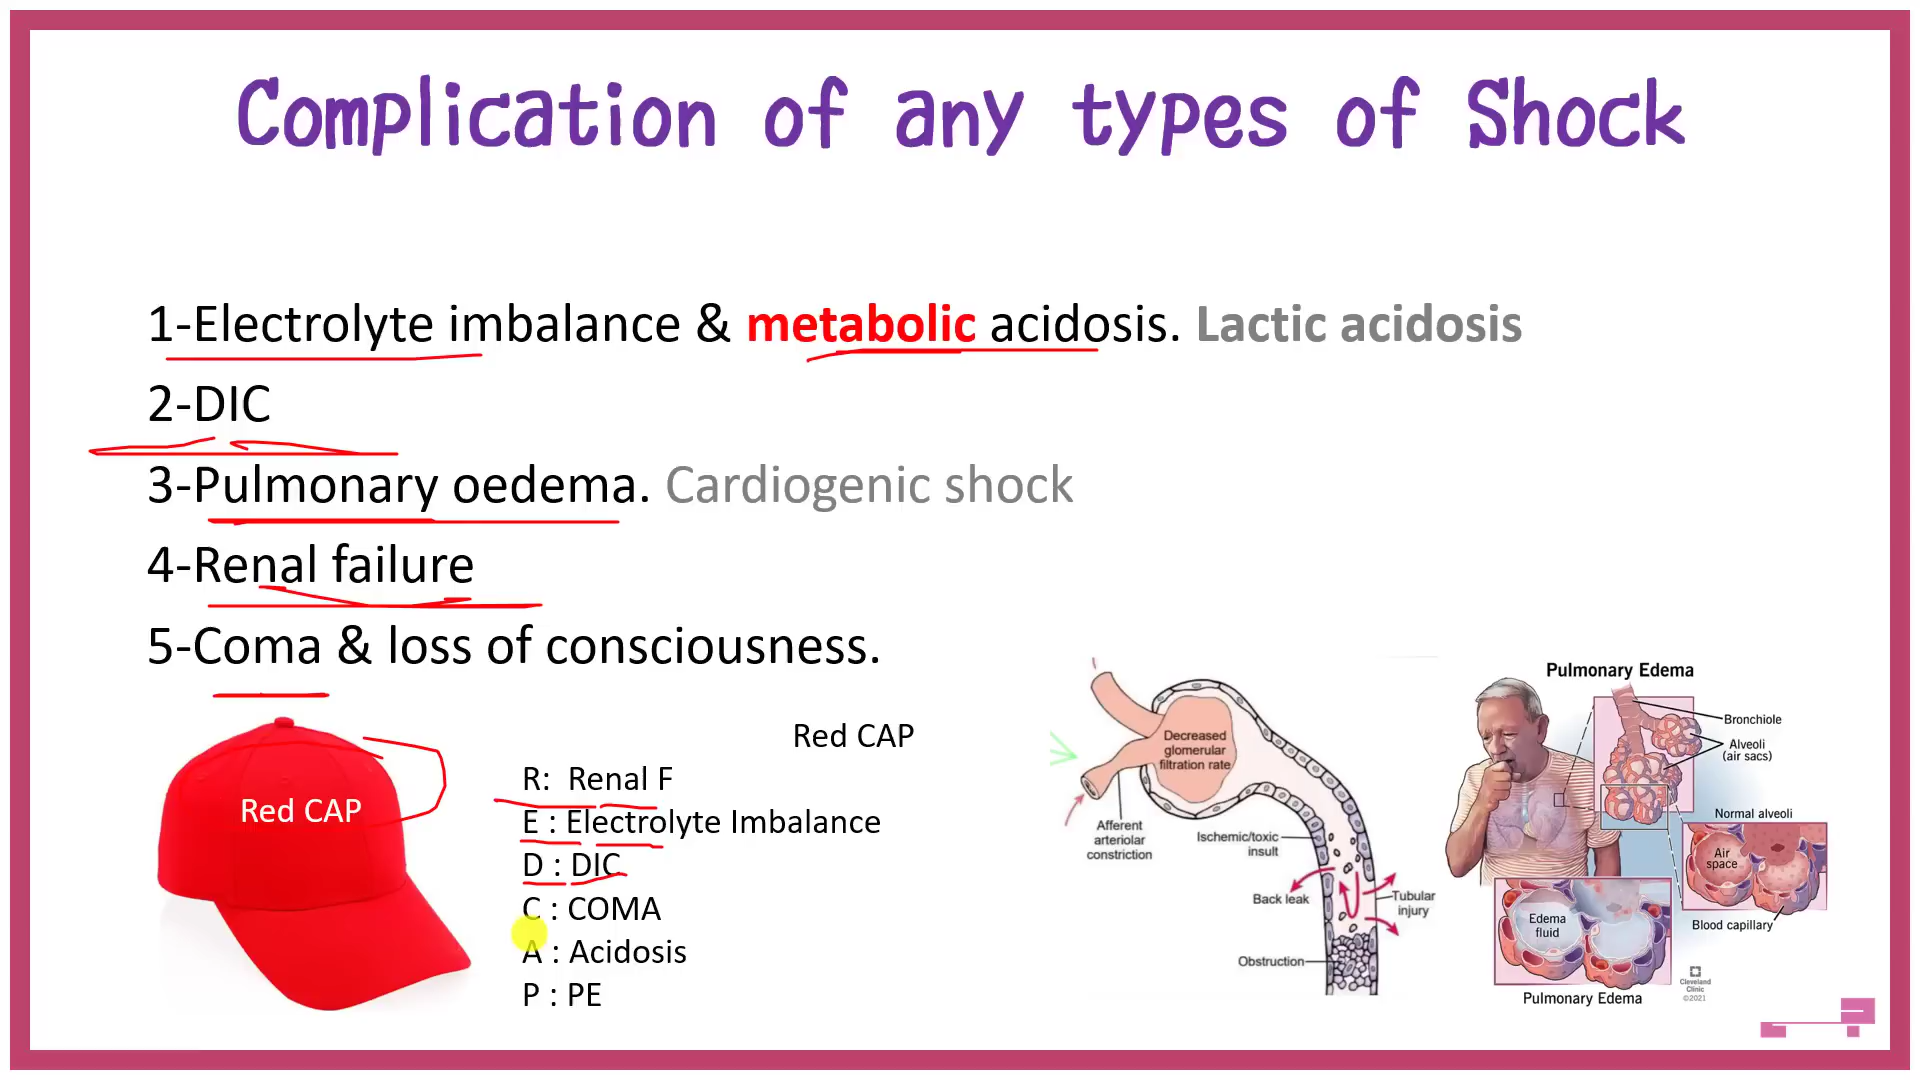 Complication of any types of Shock
1-Electrolyte imbalance & metabolic acidosis. Lactic acidosis
2-DIC
3-Pulmonary oedema. Cardiogenic shock
4-Renal failure
5-Coma & loss of consciousness.
Red CAP
Red CAP
R: Renal F
E : Electrolyte Imbalance
D : DIC
C : COMA
A : Acidosis
P : PE
Decreased
glomerular
filtration rate
Afferent
arteriolar
constriction
Ischemic/toxic
insult
Back leak
Tubular
injury
Obstruction
Pulmonary Edema
Bronchiole
Alveoli
(air sacs)
Normal alveoli
Air
space
Blood capillary
Edema
fluid
Pulmonary Edema
Cleveland
Clinic
©2021